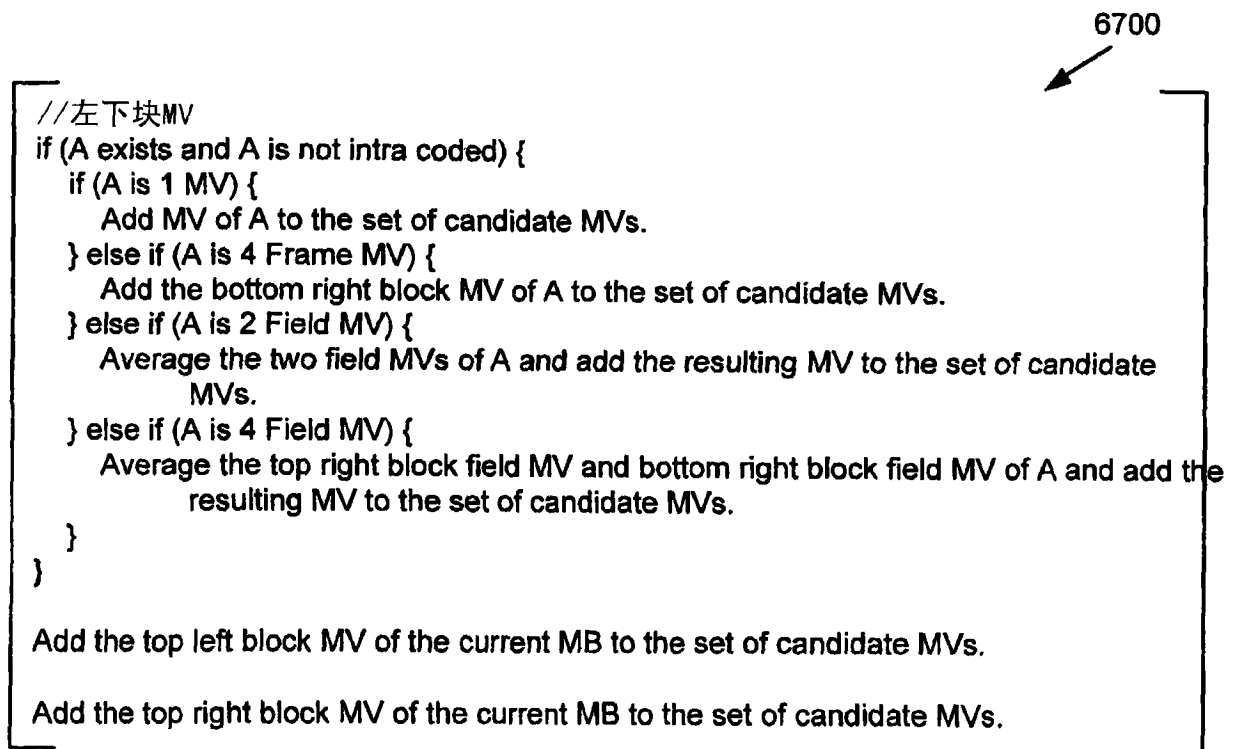 6700
//左下块MV
if (A exists and A is not intra coded) {
if (A is 1 MV) {
Add MV of A to the set of candidate MVs.
} else if (A is 4 Frame MV) {
Add the bottom right block MV of A to the set of candidate MVs.
} else if (A is 2 Field MV) {
Average the two field MVs of A and add the resulting MV to the set of candidate
MVs.
} else if (A is 4 Field MV) {
Average the top right block field MV and bottom right block field MV of A and add the
resulting MV to the set of candidate MVs.
}
}
Add the top left block MV of the current MB to the set of candidate MVs.
Add the top right block MV of the current MB to the set of candidate MVs.